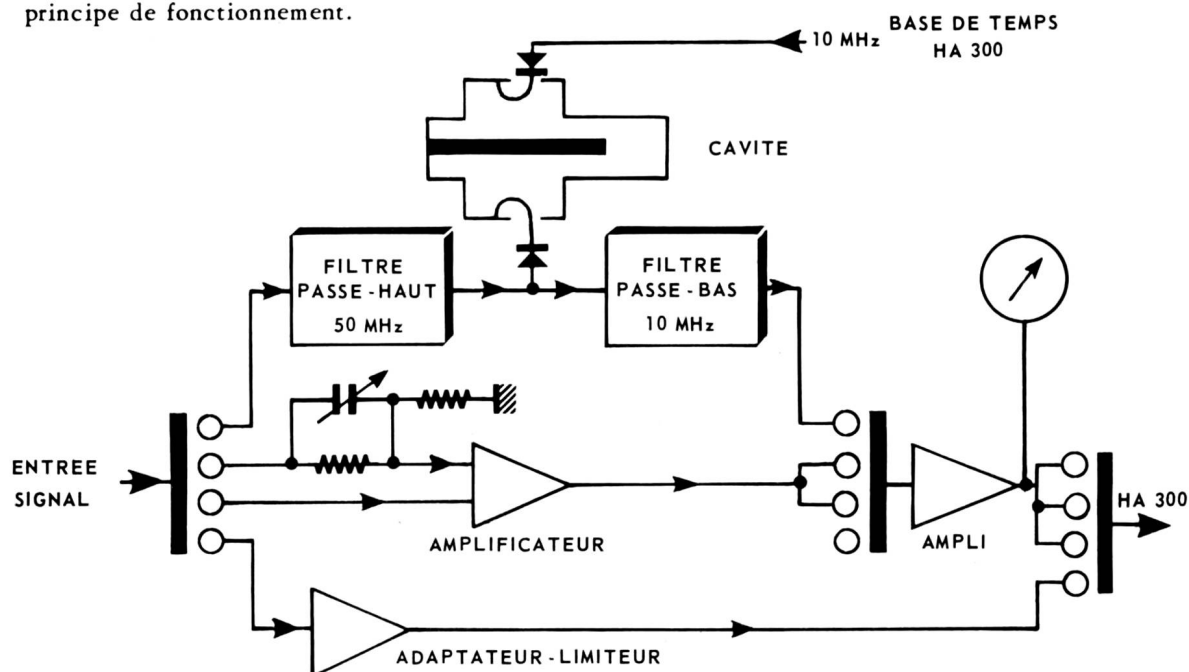 principe de fonctionnement.
10 MHz
BASE DE TEMPS
HA 300
CAVITE
FILTRE
PASSE-HAUT
50 MHz
FILTRE
PASSE-BAS
10 MHz
ENTREE
SIGNAL
AMPLIFICATEUR
AMPLI
HA 300
ADAPTATEUR-LIMITEUR